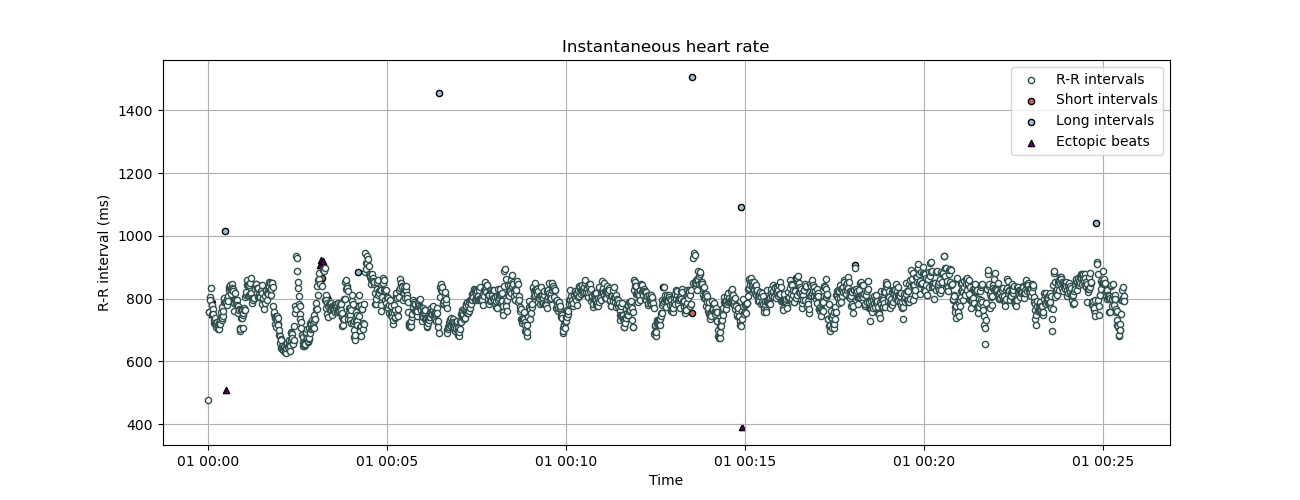 Instantaneous heart rate
R-R intervals
Short intervals
Long intervals
Ectopic beats
R-R interval (ms)
1400
1200
1000
800
600
400
01 00:00 01 00:05 01 00:10 01 00:15 01 00:20 01 00:25
Time